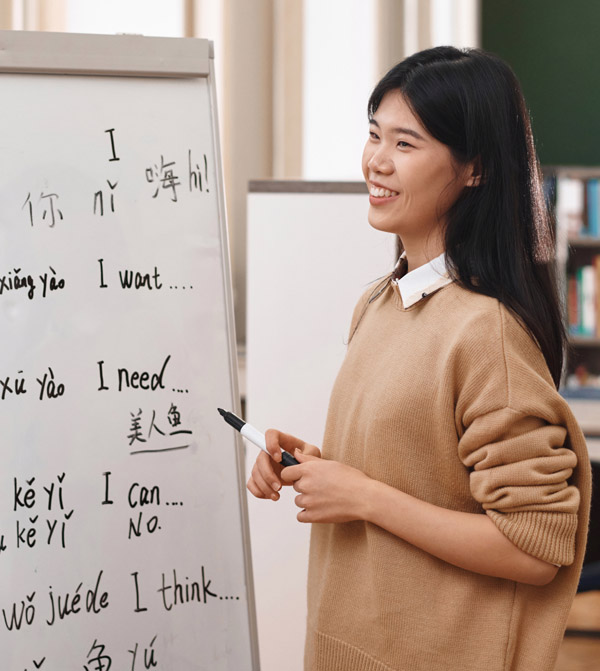 I
你 nǐ 嗨 hì!
xiǎng yào I want....
xū yào I need...
美人鱼
kě yǐ I can...
kě yǐ No.
wǒ juéde I think....
鱼 yú